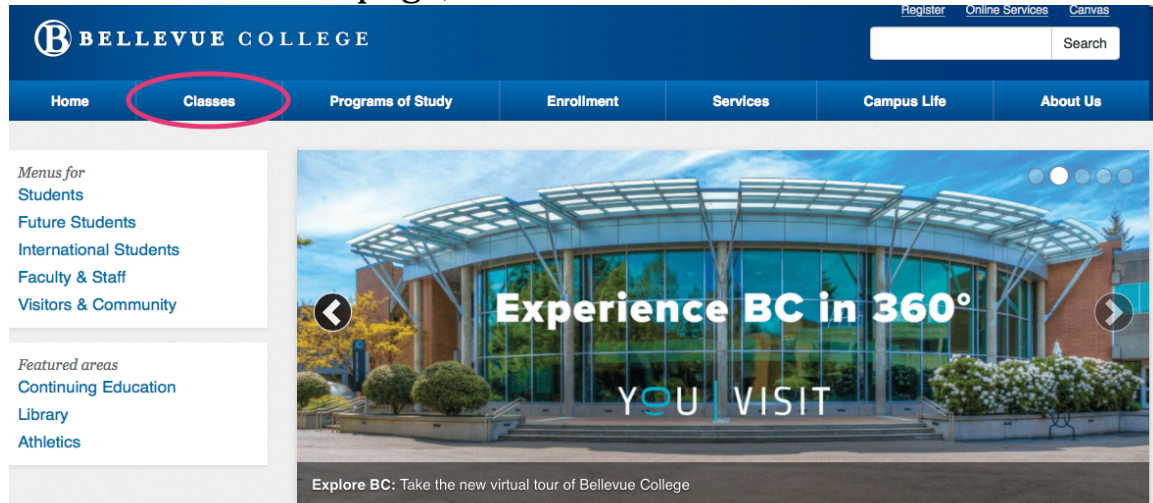 Register Online Services Canvas
BELLEVUE COLLEGE
Search
Home Classes Programs of Study Enrollment Services Campus Life About Us
Menus for
Students
Future Students
International Students
Faculty & Staff
Visitors & Community
Featured areas
Continuing Education
Library
Athletics
Experience BC in 360°
YOU VISIT
Explore BC: Take the new virtual tour of Bellevue College